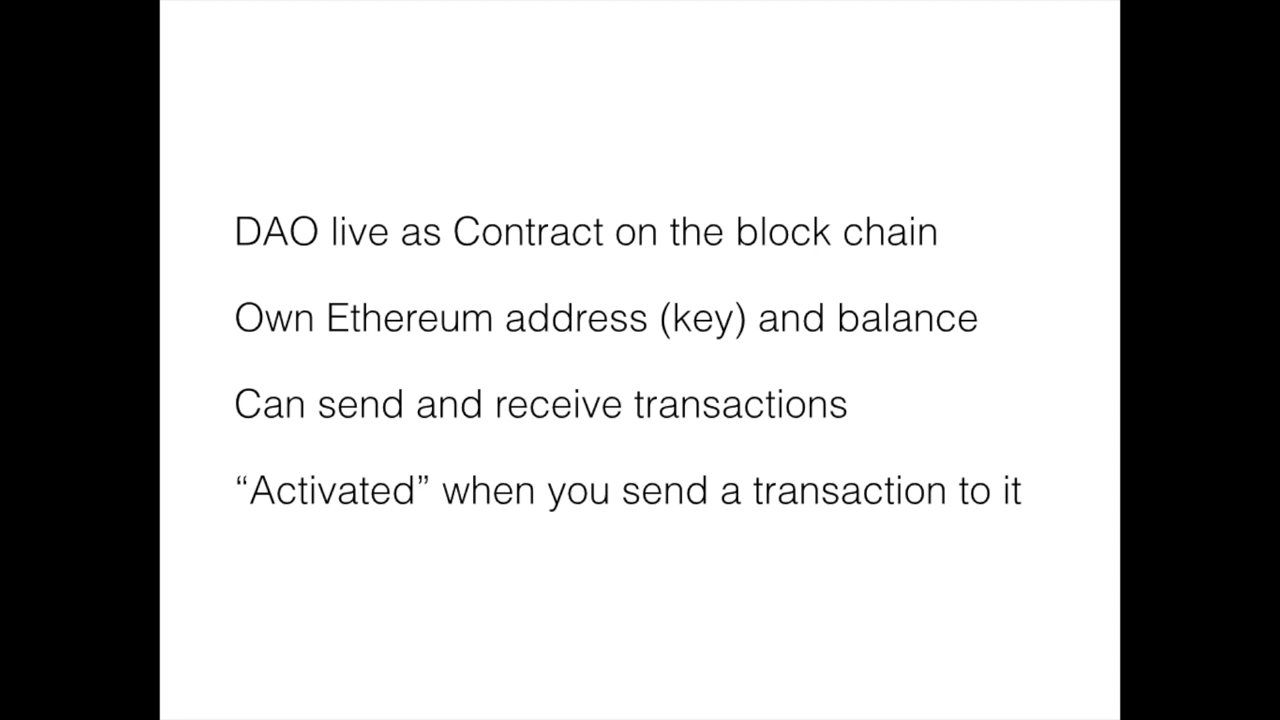 DAO live as Contract on the block chain
Own Ethereum address (key) and balance
Can send and receive transactions
“Activated” when you send a transaction to it